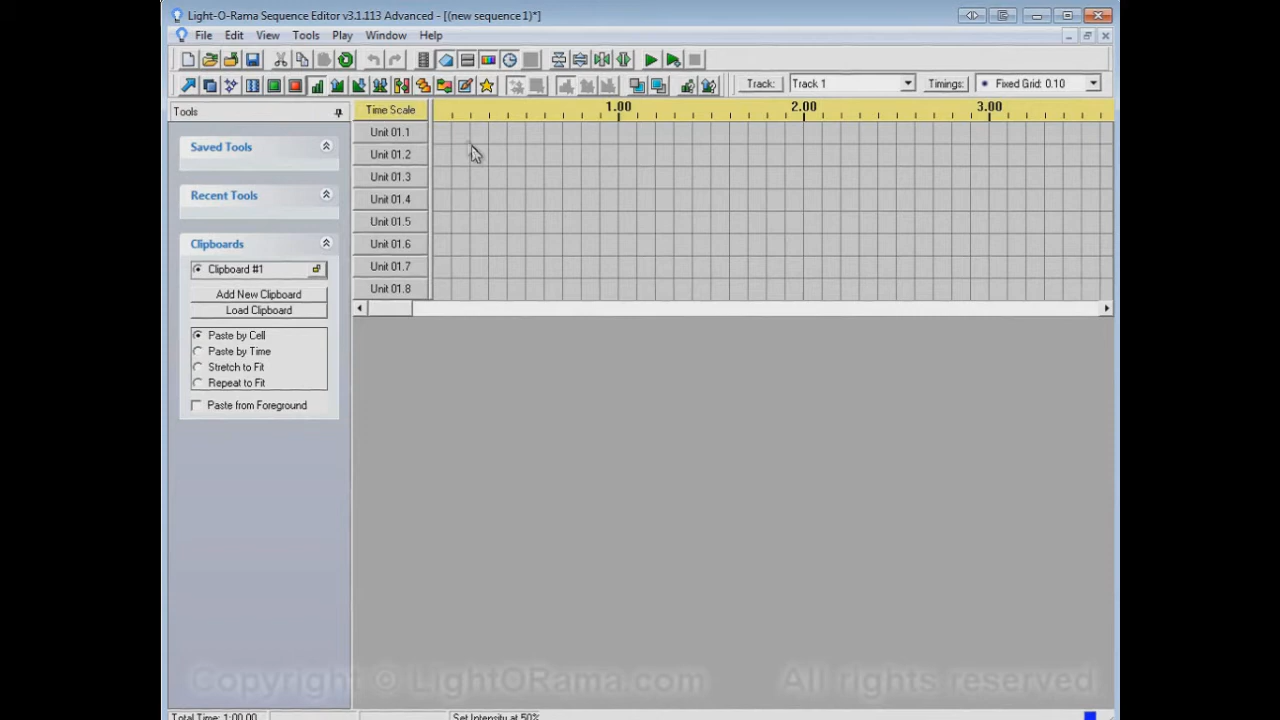 Light-O-Rama Sequence Editor v3.1.113 Advanced - [(new sequence 1)*]
File Edit View Tools Play Window Help
Track: Track 1 Timings: Fixed Grid: 0.10
Tools
Time Scale 1.00 2.00 3.00
Saved Tools
Recent Tools
Clipboards
Clipboard #1
Add New Clipboard
Load Clipboard
Paste by Cell
Paste by Time
Stretch to Fit
Repeat to Fit
Paste from Foreground
Unit 01.1
Unit 01.2
Unit 01.3
Unit 01.4
Unit 01.5
Unit 01.6
Unit 01.7
Unit 01.8
Copyright © LightORama.com All rights reserved
Total Time: 1:00.00 Set Intensity at 50%